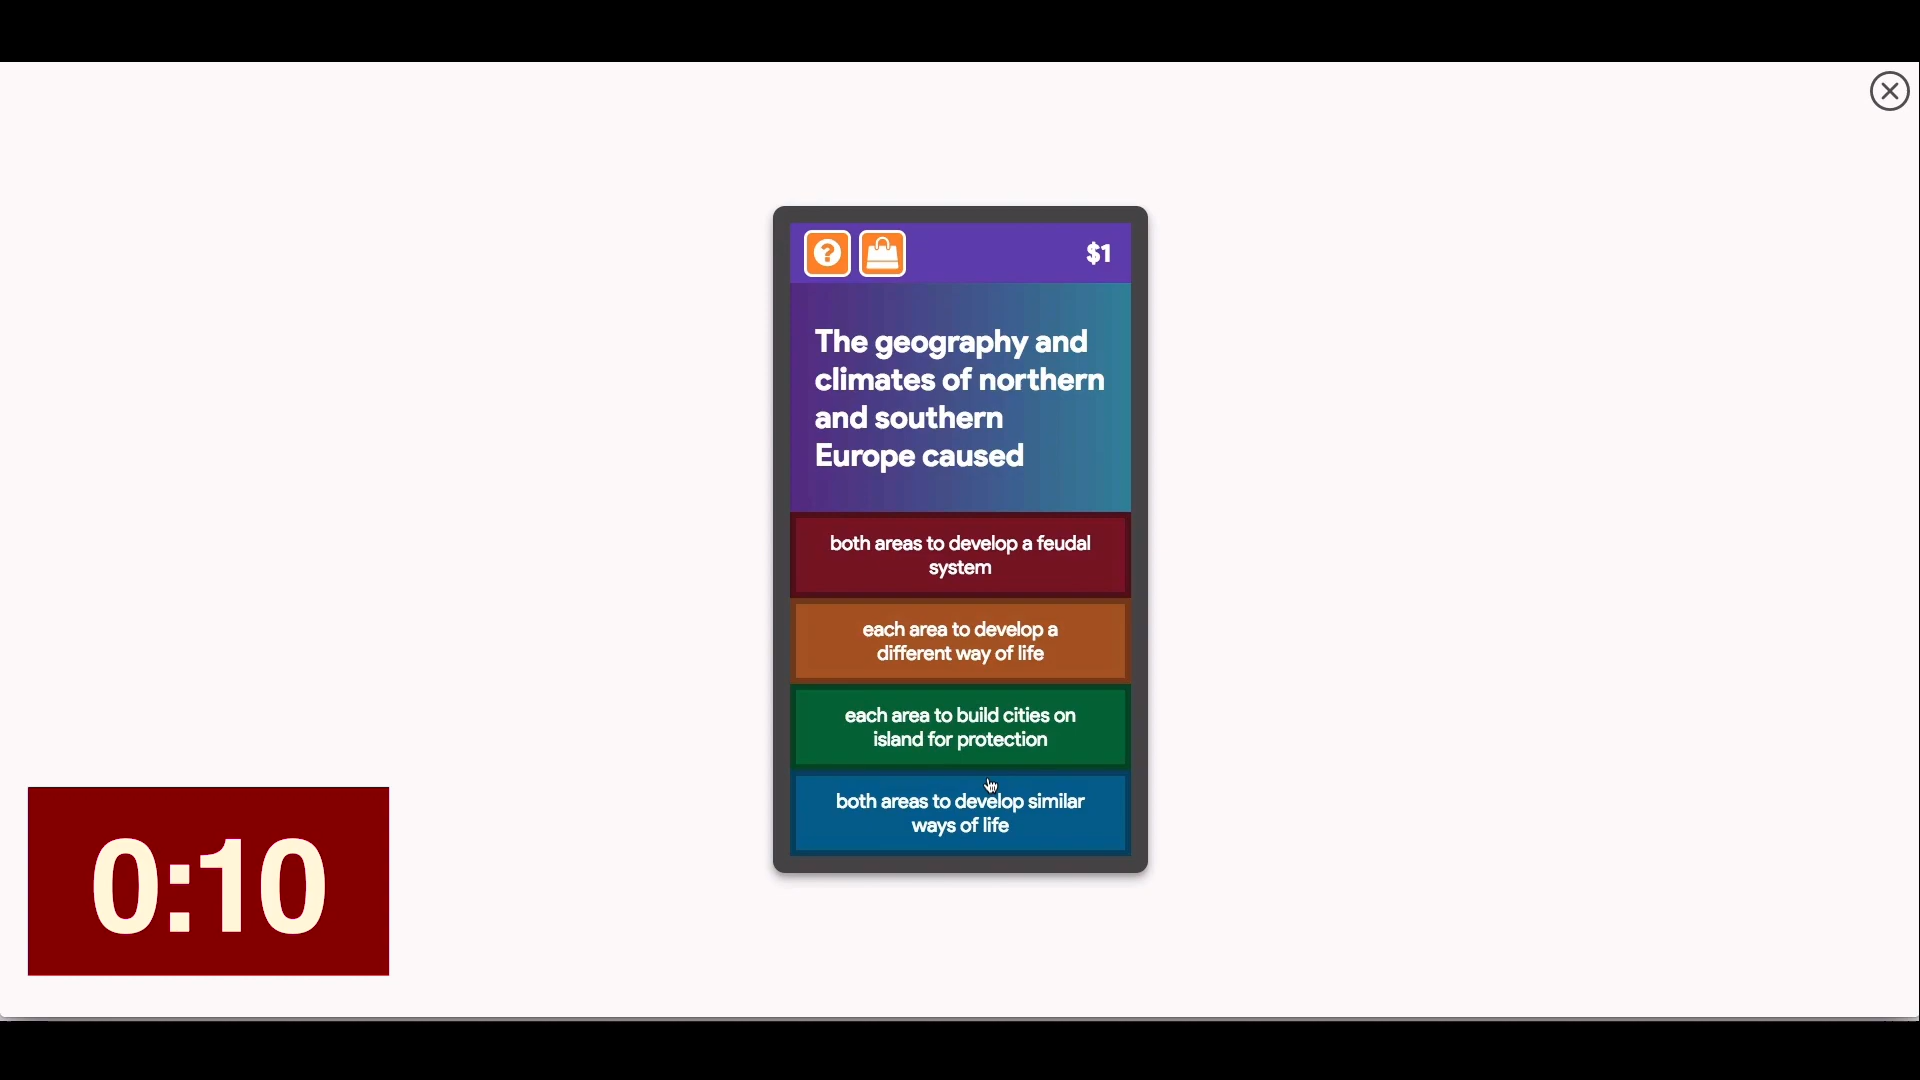 $1
The geography and
climates of northern
and southern
Europe caused
both areas to develop a feudal
system
each area to develop a
different way of life
each area to build cities on
island for protection
both areas to develop similar
ways of life
0:10